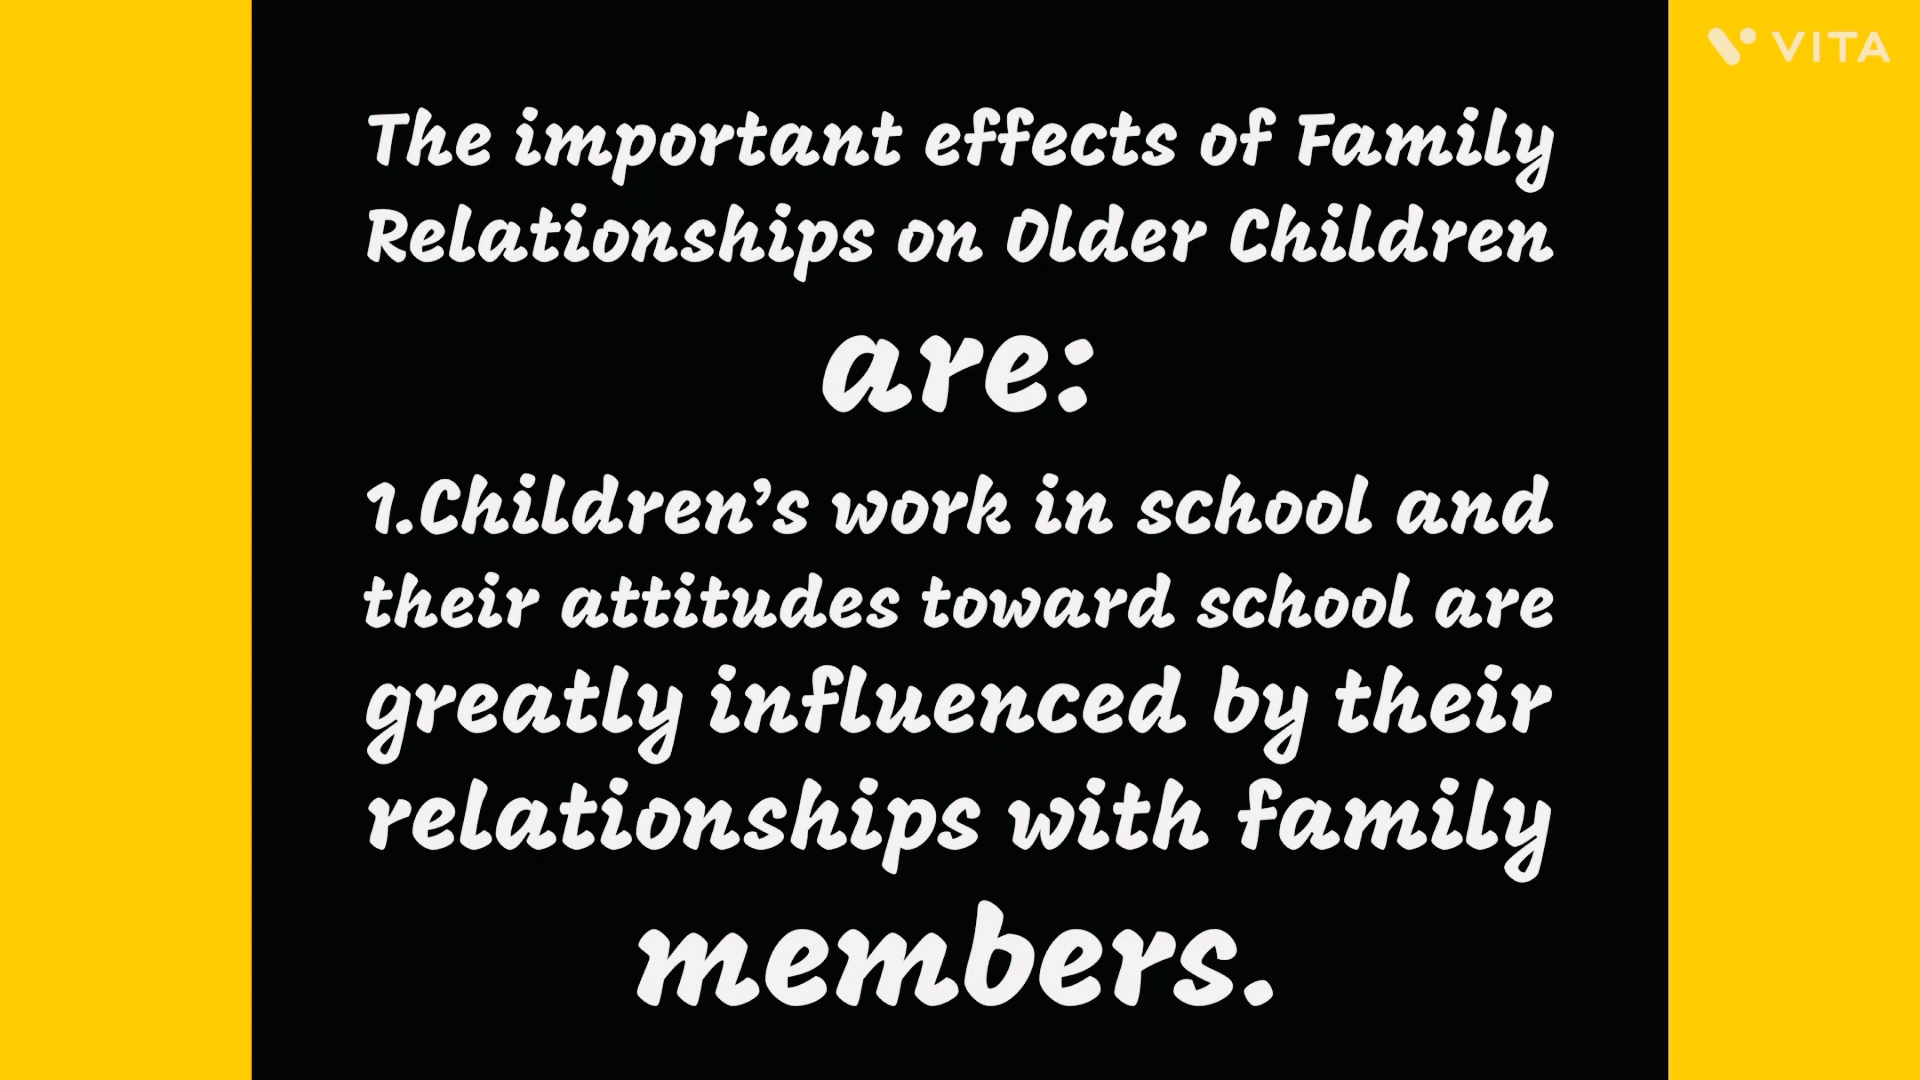 VITA
The important effects of Family
Relationships on Older Children
are:
1.Children’s work in school and
their attitudes toward school are
greatly influenced by their
relationships with family
members.